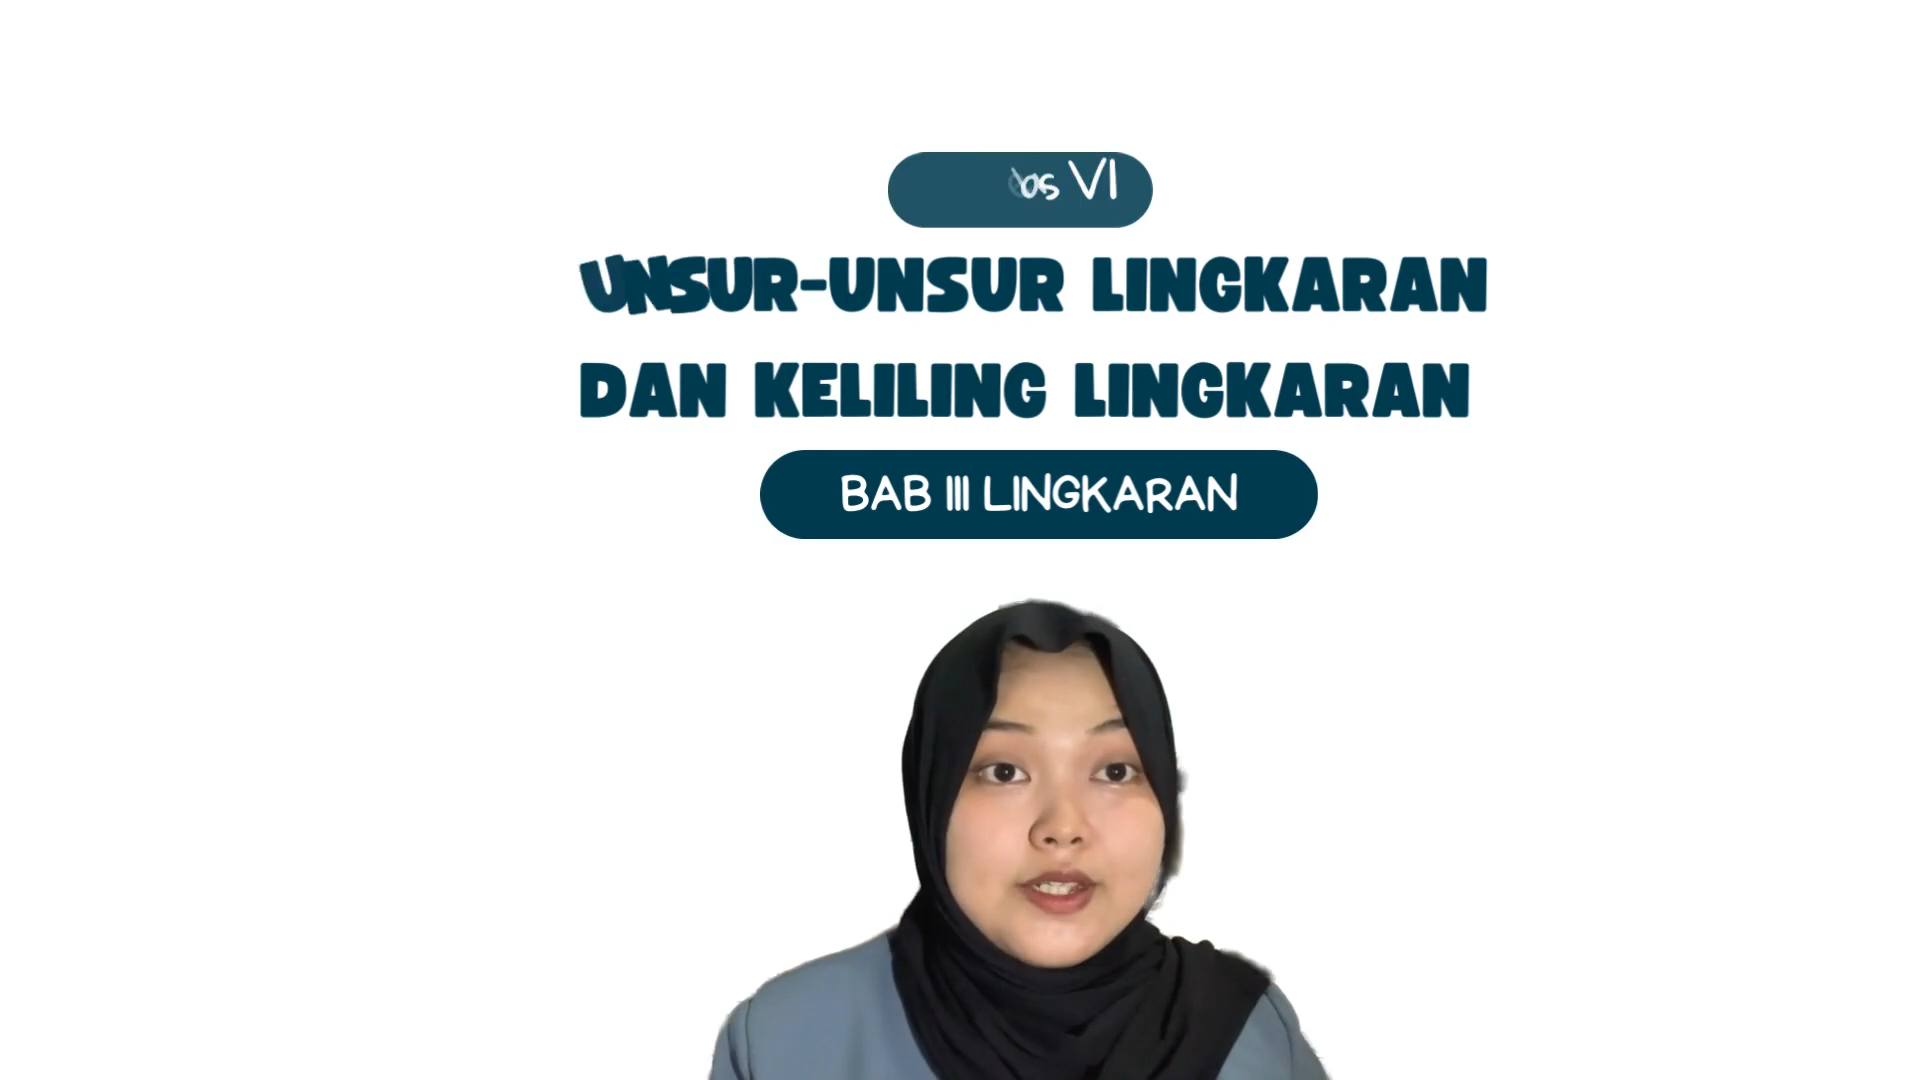 VI
UNSUR-UNSUR LINGKARAN
DAN KELILING LINGKARAN
BAB III LINGKARAN